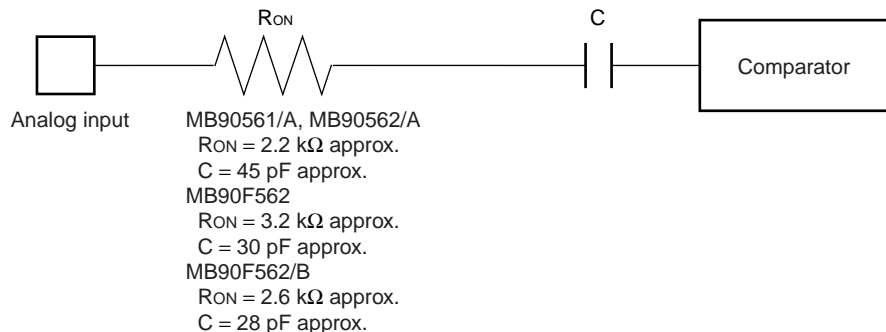 RON
C
Comparator
Analog input
MB90561/A, MB90562/A
RON = 2.2 kΩ approx.
C = 45 pF approx.
MB90F562
RON = 3.2 kΩ approx.
C = 30 pF approx.
MB90F562/B
RON = 2.6 kΩ approx.
C = 28 pF approx.